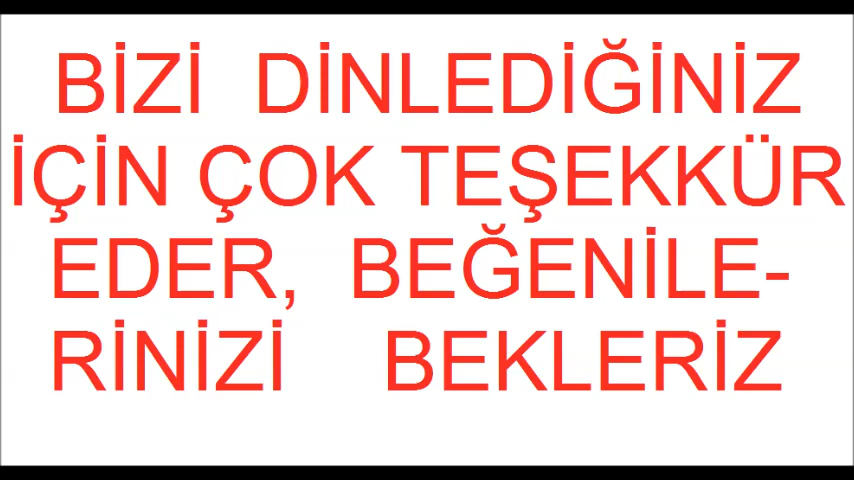 BİZİ DİNLEDİĞİNİZ
İÇİN ÇOK TEŞEKKÜR
EDER, BEĞENİLE-
RİNİZİ BEKLERİZ